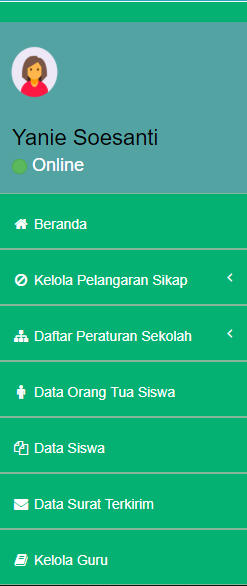 Yanie Soesanti
Online
Beranda
Kelola Pelangaran Sikap
Daftar Peraturan Sekolah
Data Orang Tua Siswa
Data Siswa
Data Surat Terkirim
Kelola Guru